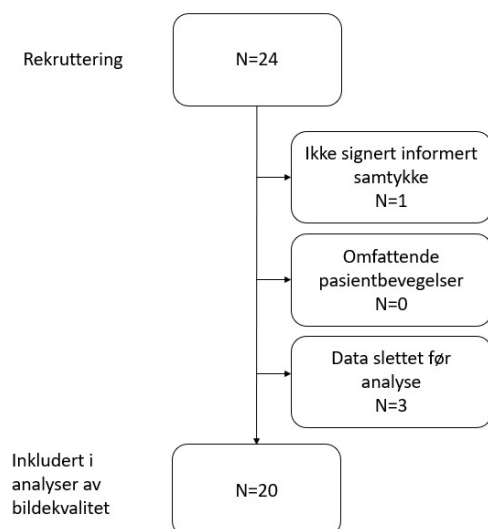 Rekruttering
N=24
Ikke signert informert
samtykke
N=1
Omfattende
pasientbevegelser
N=0
Data slettet før
analyse
N=3
Inkludert i
analyser av
bildekvalitet
N=20